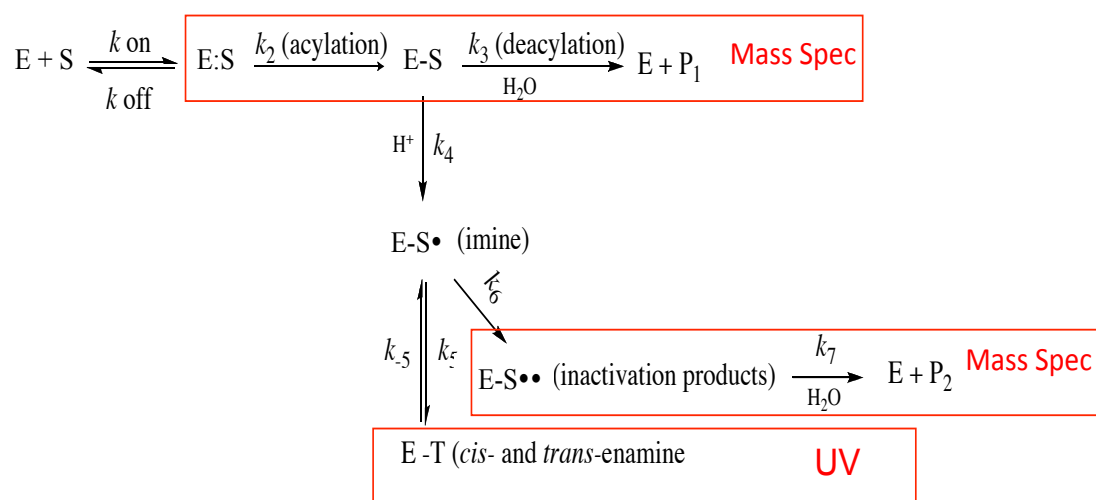 E + S k on k off E:S k2 (acylation) E-S k3 (deacylation) H2O E + P1 Mass Spec
H+ k4
E-S• (imine)
k6
k-5 k5
E-S•• (inactivation products) k7 H2O E + P2 Mass Spec
E -T (cis- and trans-enamine UV